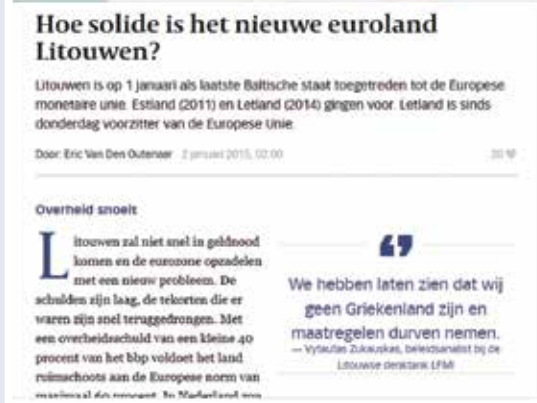 Hoe solide is het nieuwe euroland
Litouwen?
Litouwen is op 1 januari als laatste Baltische staat toegetreden tot de Europese
monetaire unie. Estland (2011) en Letland (2014) gingen voor. Letland is sinds
donderdag voorzitter van de Europese Unie.
Door: Eric Van Den Outenaar 2 januari 2015, 02:00
20
Overheid snoeit
Litouwen zal niet snel in geldnood
komen en de eurozone opzadelen
met een nieuw probleem. De
schulden zijn laag, de tekorten die er
waren zijn snel teruggedrongen. Met
een overheidsschuld van een kleine 40
procent van het bbp voldoet het land
ruimschoots aan de Europese norm van
maximaal 60 procent. In Nederland
"
We hebben laten zien dat wij
geen Griekenland zijn en
maatregelen durven nemen.
— Vytautas Zukauskas, beleidsanalist bij de
Litouwse denktank LFMI